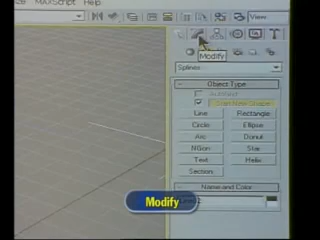 MAXScript Help
View
Modify
Splines
Object Type
AutoGrid
Start New Shape
Line Rectangle
Circle Ellipse
Arc Donut
NGon Star
Text Helix
Section
Name and Color
Modify